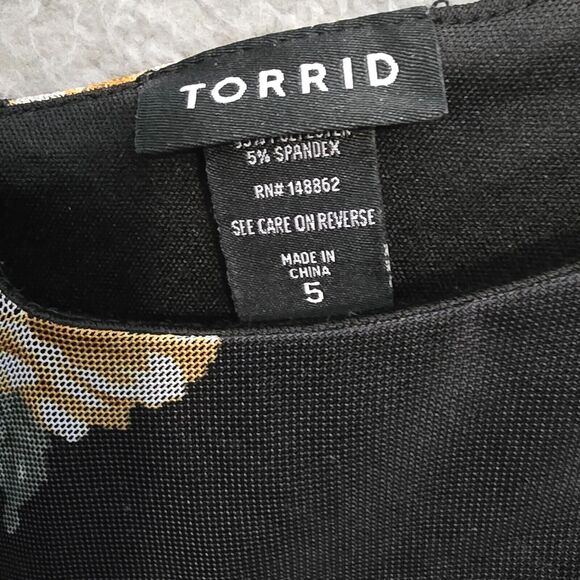 TORRID
5% SPANDEX
RN# 148862
SEE CARE ON REVERSE
MADE IN
CHINA
5